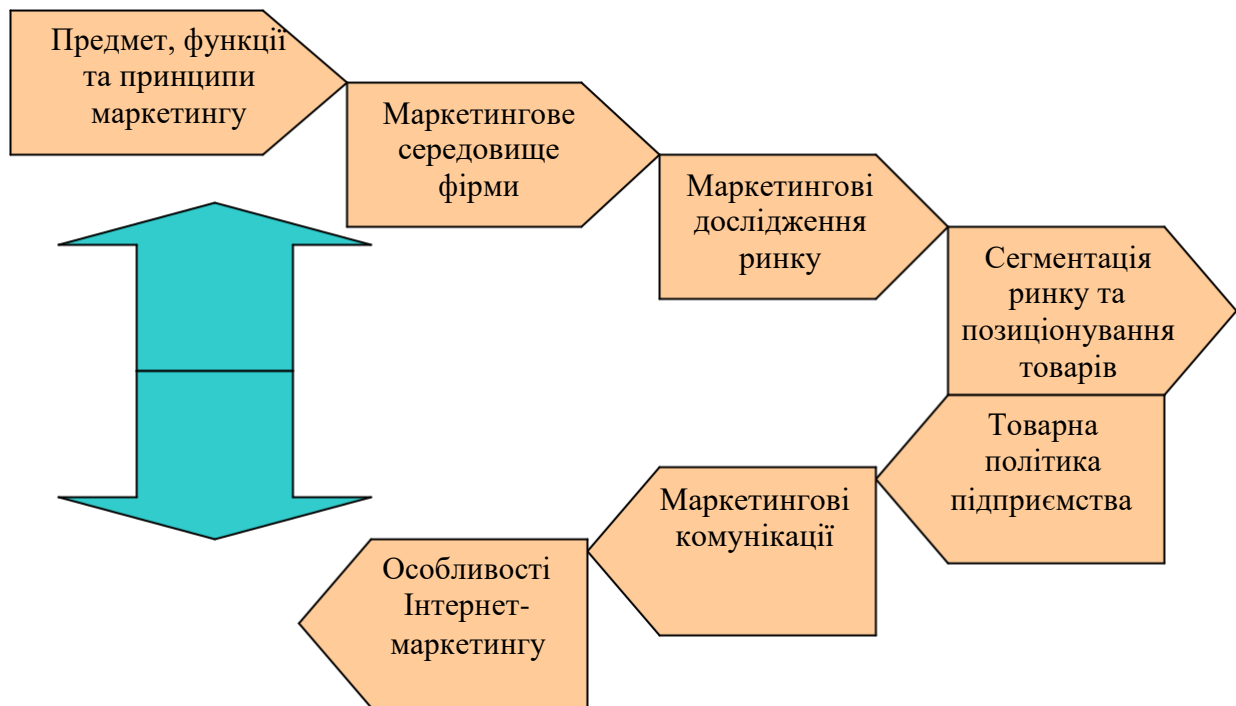 Предмет, функції
та принципи
маркетингу
Маркетингове
середовище
фірми
Маркетингові
дослідження
ринку
Сегментація
ринку та
позиціонування
товарів
Товарна
політика
підприємства
Маркетингові
комунікації
Особливості
Інтернет-
маркетингу